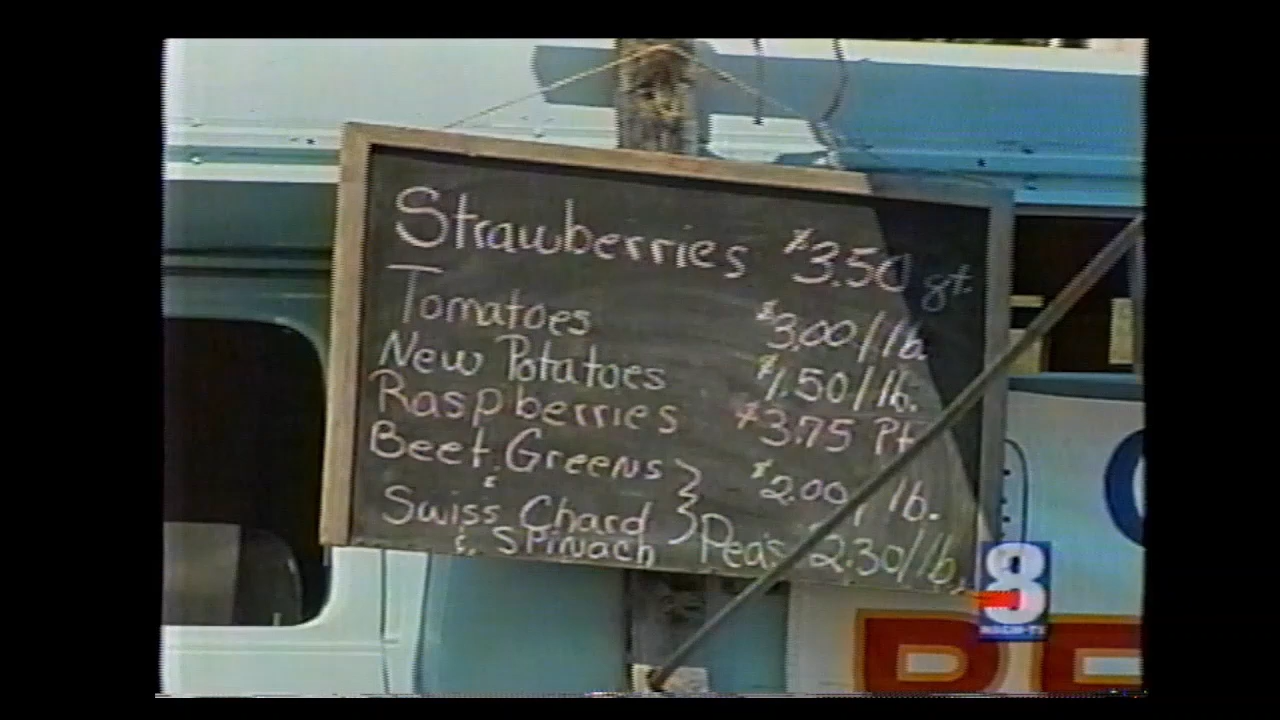 Strawberries $3.50 qt.
Tomatoes $3.00/lb.
New Potatoes $1.50/lb.
Raspberries $3.75 Pt
Beet Greens } $2.00/lb.
&
Swiss Chard
& Spinach Peas 2.30/lb.
8